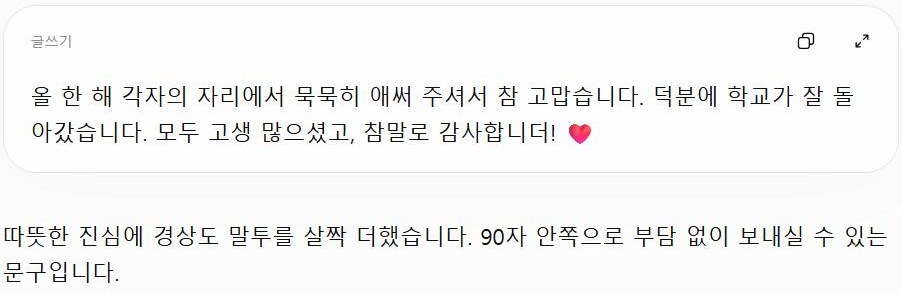 글쓰기
올 한 해 각자의 자리에서 묵묵히 애써 주셔서 참 고맙습니다. 덕분에 학교가 잘 돌
아갔습니다. 모두 고생 많으셨고, 참말로 감사합니더! ❤️
따뜻한 진심에 경상도 말투를 살짝 더했습니다. 90자 안쪽으로 부담 없이 보내실 수 있는
문구입니다.